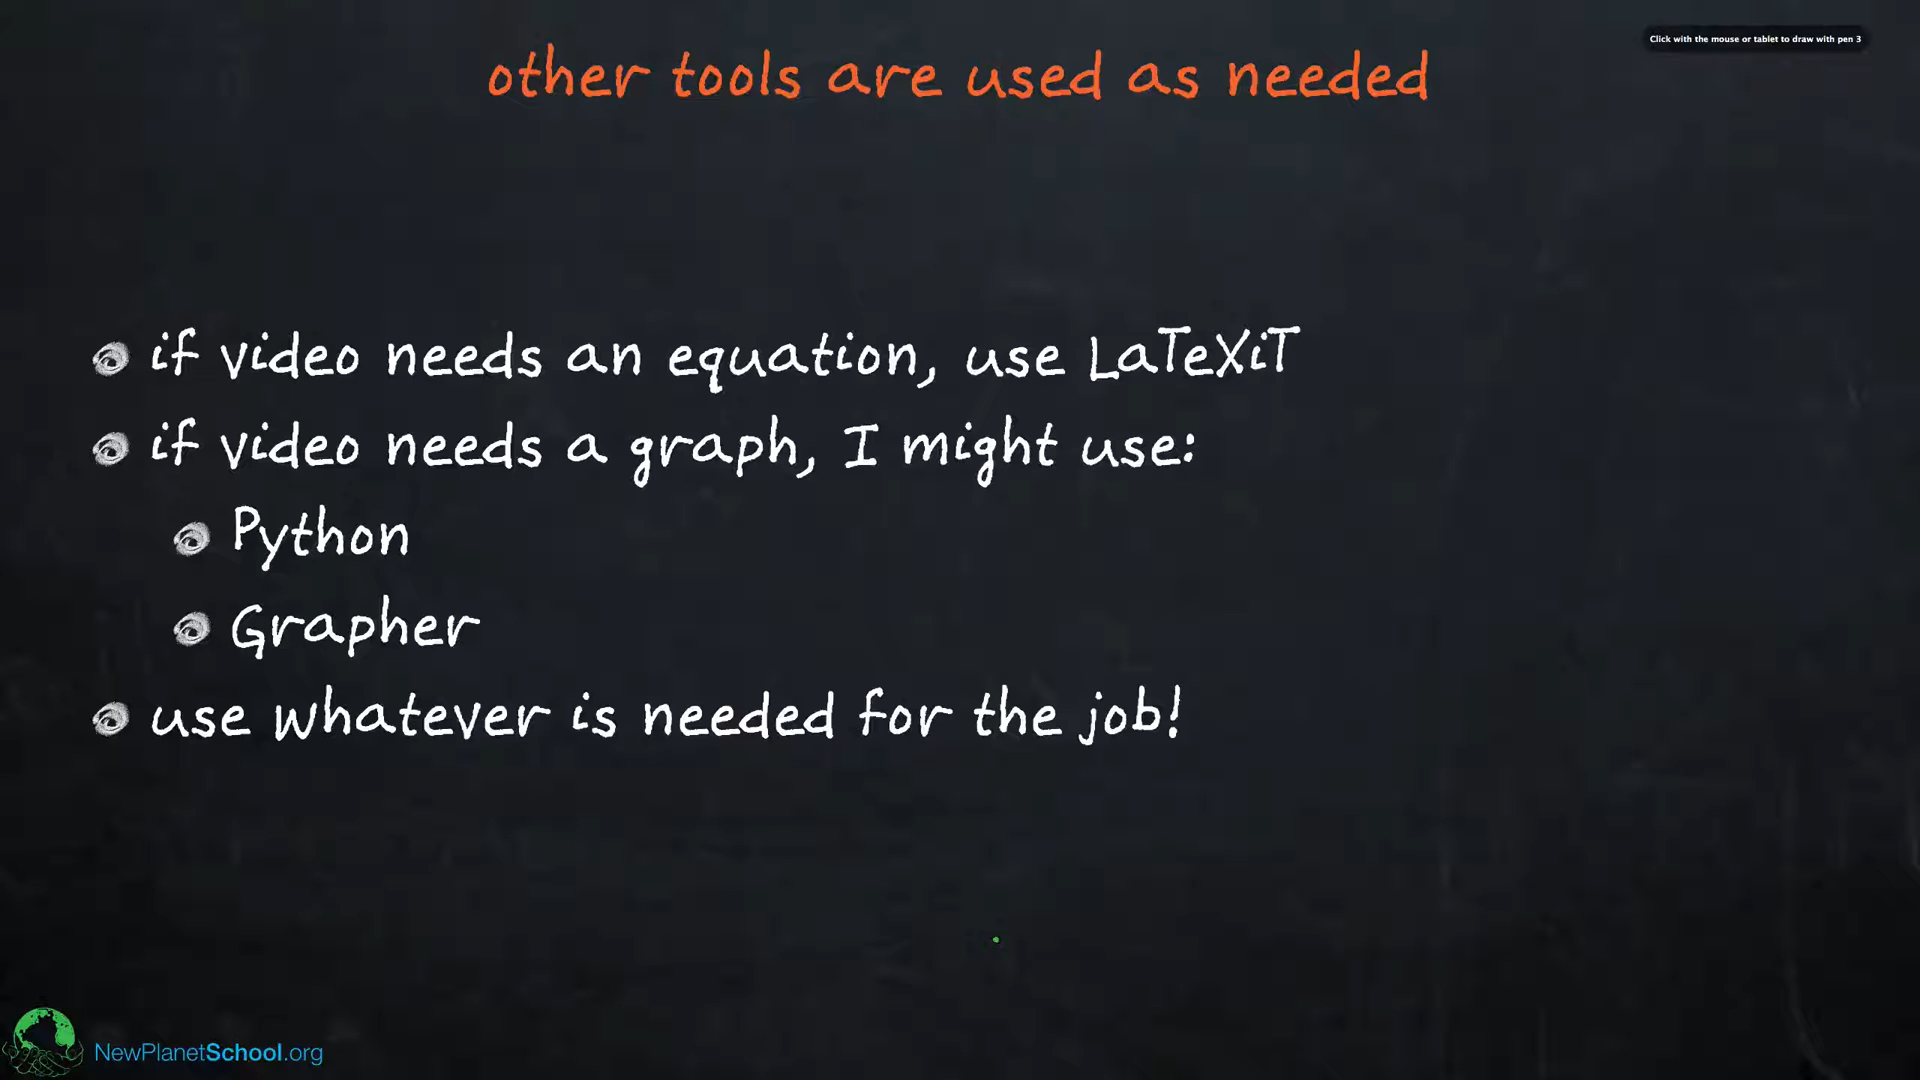 Click with the mouse or tablet to draw with pen 3
other tools are used as needed
if video needs an equation, use LaTeXiT
if video needs a graph, I might use:
Python
Grapher
use whatever is needed for the job!
NewPlanetSchool.org